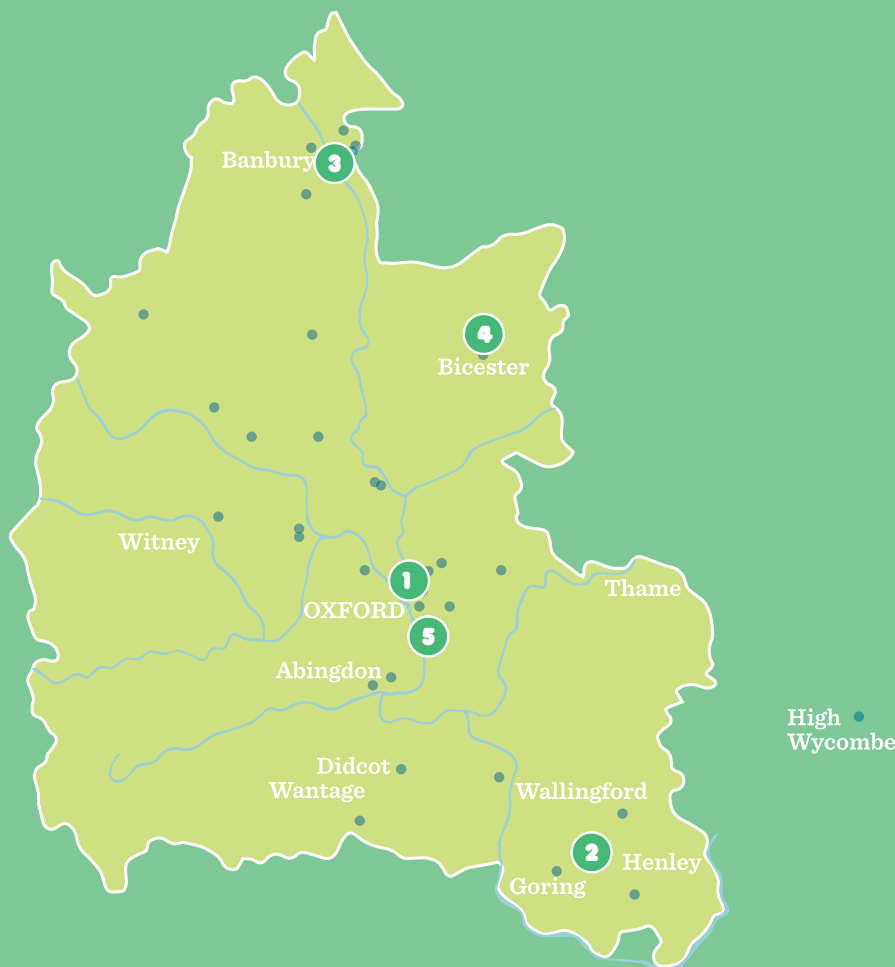 Banbury
3
4
Bicester
Witney
1
Thame
OXFORD
5
Abingdon
High
Wycombe
Didcot
Wantage
Wallingford
2
Henley
Goring